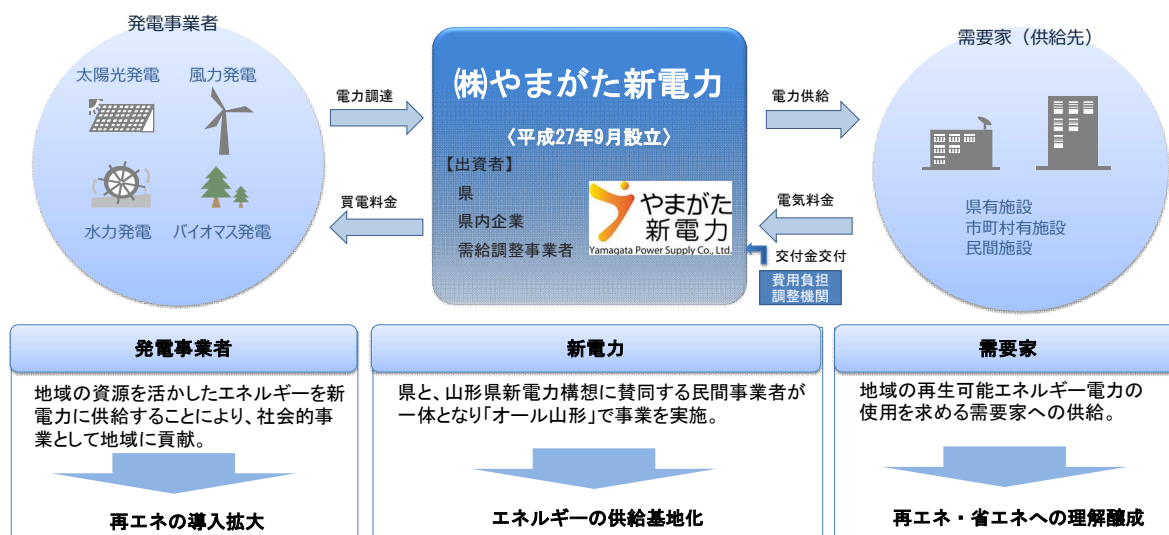 発電事業者
太陽光発電
風力発電
水力発電
バイオマス発電
電力調達
買電料金
㈱やまがた新電力
〈平成27年9月設立〉
【出資者】
県
県内企業
需給調整事業者
やまがた
新電力
Yamagata Power Supply Co., Ltd.
電力供給
電気料金
交付金交付
費用負担
調整機関
需要家（供給先）
県有施設
市町村有施設
民間施設
発電事業者
地域の資源を活かしたエネルギーを新
電力に供給することにより、社会的事
業として地域に貢献。
再エネの導入拡大
新電力
県と、山形県新電力構想に賛同する民間事業者が
一体となり「オール山形」で事業を実施。
エネルギーの供給基地化
需要家
地域の再生可能エネルギー電力の
使用を求める需要家への供給。
再エネ・省エネへの理解醸成